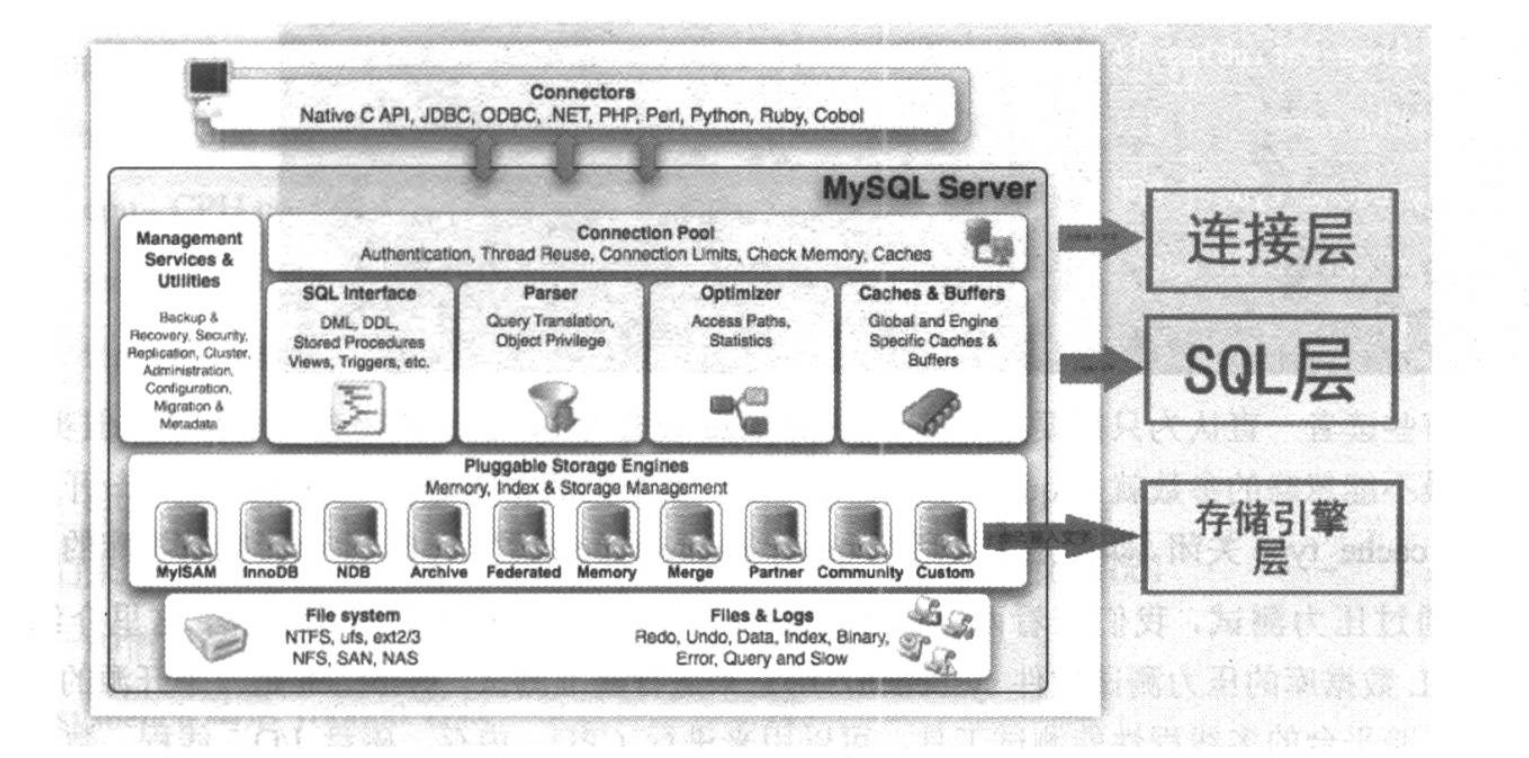 Connectors
Native C API, JDBC, ODBC, .NET, PHP, Perl, Python, Ruby, Cobol
MySQL Server
Management
Services &
Utilities
Backup &
Recovery, Security,
Replication, Cluster,
Administration,
Configuration,
Migration &
Metadata
Connection Pool
Authentication, Thread Reuse, Connection Limits, Check Memory, Caches
SQL Interface
DML, DDL,
Stored Procedures
Views, Triggers, etc.
Parser
Query Translation,
Object Privilege
Optimizer
Access Paths,
Statistics
Caches & Buffers
Global and Engine
Specific Caches &
Buffers
连接层
SQL层
Pluggable Storage Engines
Memory, Index & Storage Management
MyISAM
InnoDB
NDB
Archive
Federated
Memory
Merge
Partner
Community
Custom
存储引擎
层
File system
NTFS, ufs, ext2/3
NFS, SAN, NAS
Files & Logs
Redo, Undo, Data, Index, Binary,
Error, Query and Slow